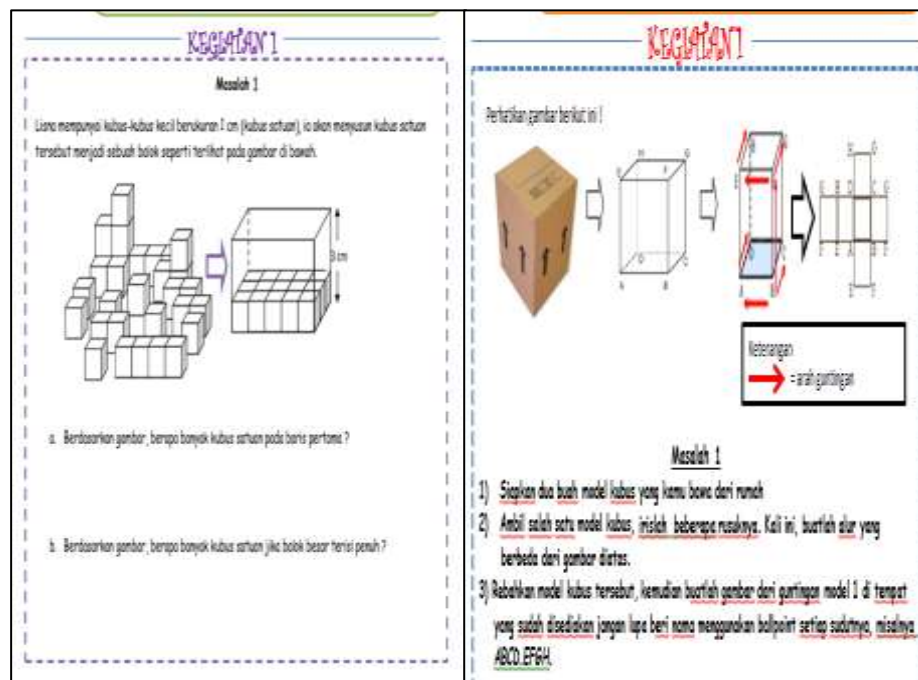 KEGIATAN 1
Masalah 1
Lisna mempunyai kubus-kubus kecil berukuran 1 cm (kubus satuan), ia akan menyusun kubus satuan
tersebut menjadi sebuah balok seperti terlihat pada gambar di bawah.
3 cm
a. Berdasarkan gambar, berapa banyak kubus satuan pada baris pertama ?
b. Berdasarkan gambar, berapa banyak kubus satuan jika balok besar terisi penuh ?
KEGIATAN 1
Perhatikan gambar berikut ini !
H G
E F
D C
A B
Keterangan
= arah guntingan
Masalah 1
1) Siapkan dua buah model kubus yang kamu bawa dari rumah
2) Ambil salah satu model kubus, irislah beberapa rusuknya. Kali ini, buatlah alur yang
berbeda dari gambar diatas.
3) Rebahkan model kubus tersebut, kemudian buatlah gambar dari guntingan model 1 di tempat
yang sudah disediakan jangan lupa beri nama menggunakan ballpoint setiap sudutnya, misalnya
ABCD.EFGH.